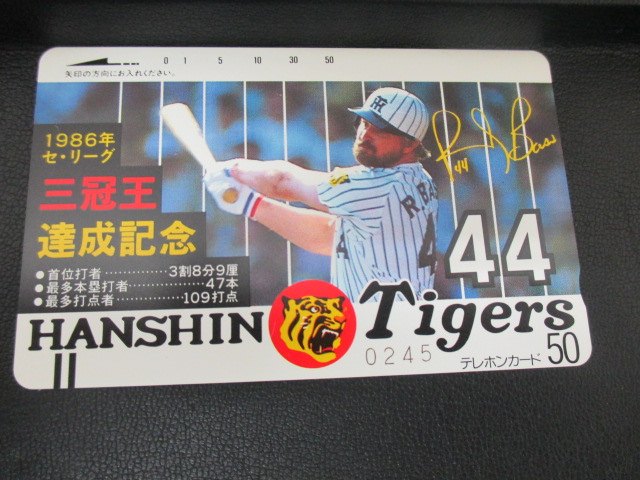 0 1 5 10 30 50
矢印の方向にお入れください。
1986年
セ・リーグ
三冠王
達成記念
●首位打者…………3割8分9厘
●最多本塁打者…………47本
●最多打点者…………109打点
44
44
HANSHIN Tigers
0245
テレホンカード 50